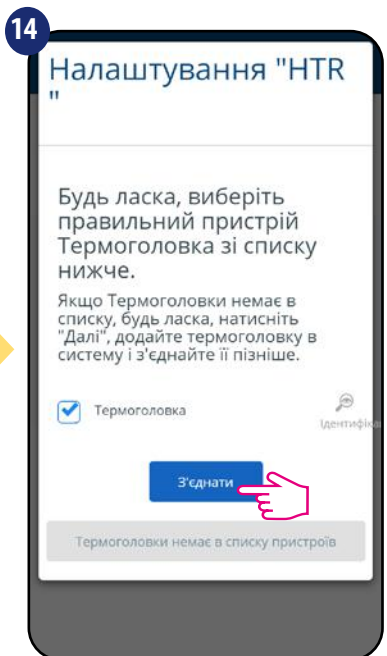 14
Налаштування "HTR
"
Будь ласка, виберіть
правильний пристрій
Термоголовка зі списку
нижче.
Якщо Термоголовки немає в
списку, будь ласка, натисніть
"Далі", додайте термоголовку в
систему і з'єднайте її пізніше.
Термоголовка
З'єднати
Термоголовки немає в списку пристроїв